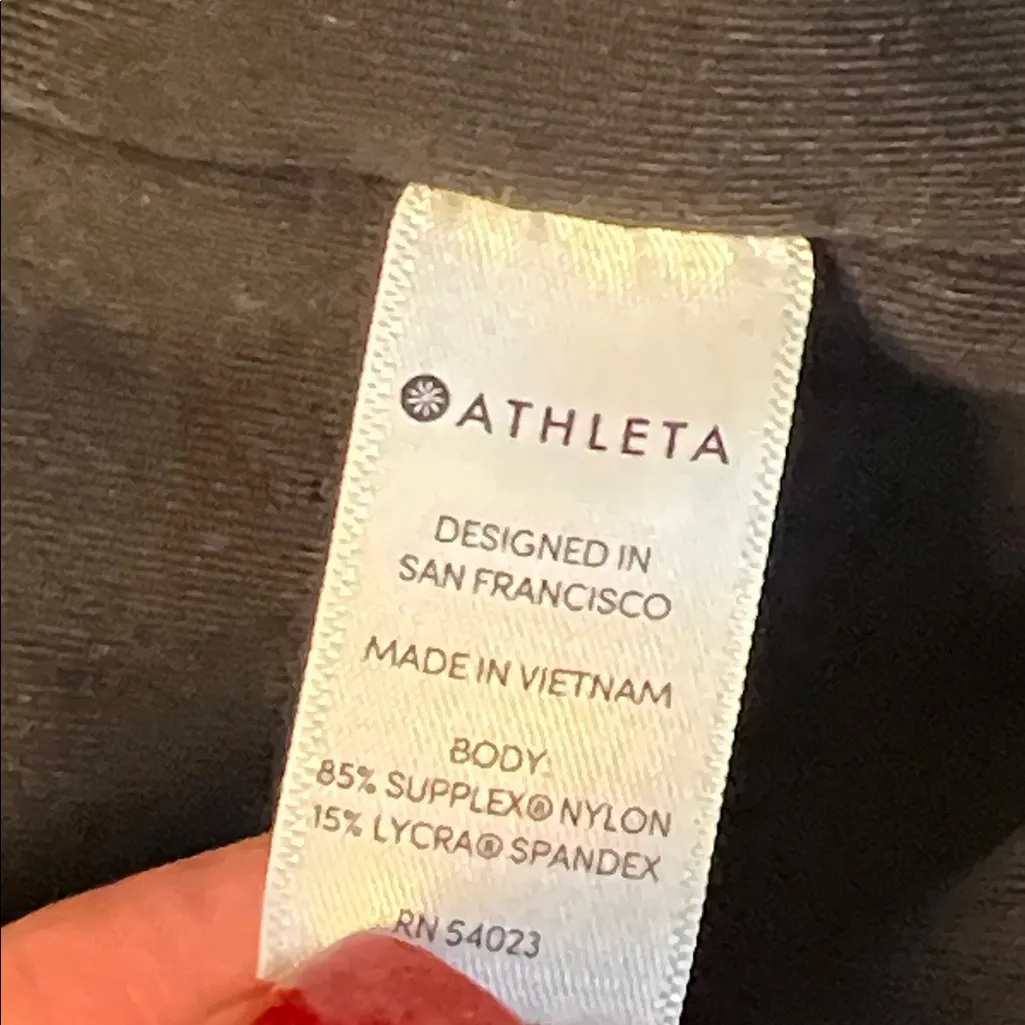 ATHLETA
DESIGNED IN
SAN FRANCISCO
MADE IN VIETNAM
BODY:
85% SUPPLEX® NYLON
15% LYCRA® SPANDEX
RN 54023